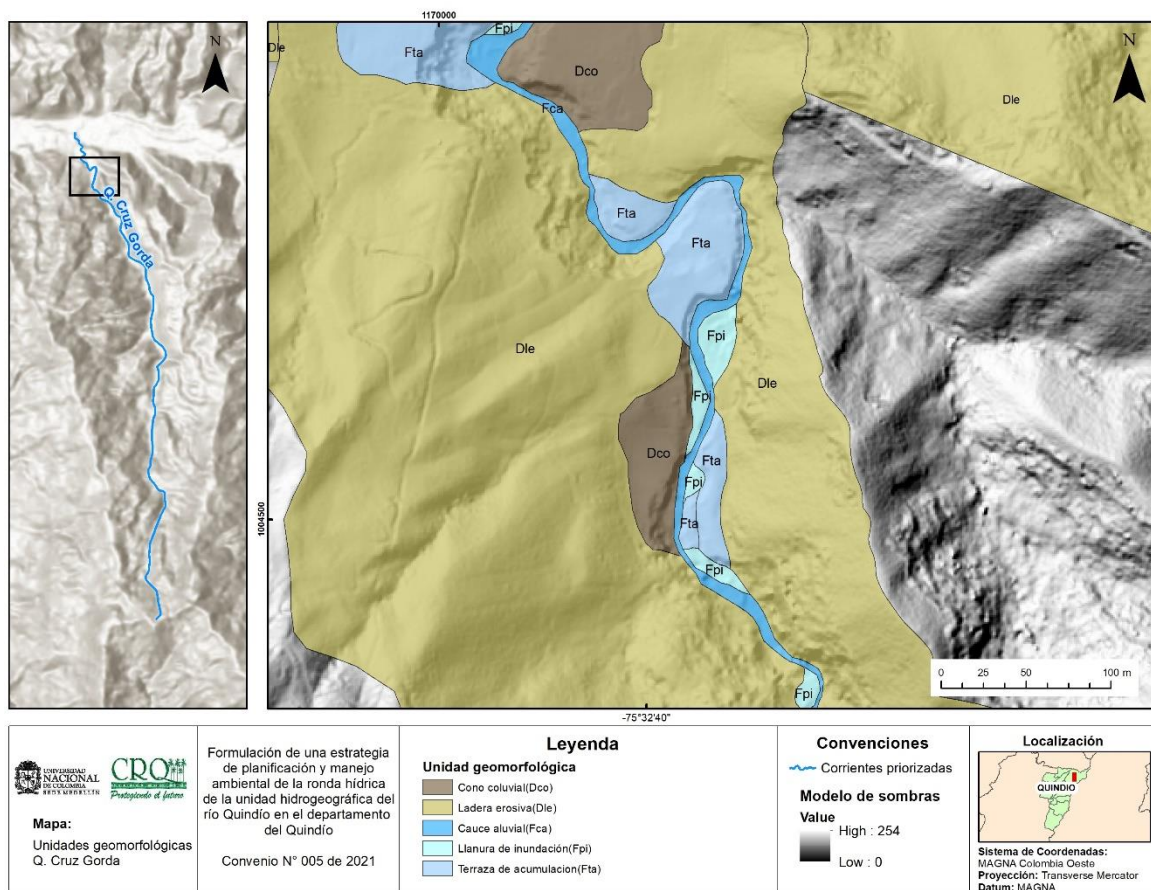 N
Q. Cruz Gorda
1170000
N
Fpi
Fta
Dle
Dco
Dle
Fca
Fta
Fta
Dle
Fpi
Dle
Fpi
Dco
Fta
Fpi
1004500
Fta
Fpi
Fpi
0 25 50 100 m
-75°32'40"
UNIVERSIDAD
NACIONAL
DE COLOMBIA
SEDE MEDELLÍN
CRQ
Protegiendo el futuro
Mapa:
Unidades geomorfológicas
Q. Cruz Gorda
Formulación de una estrategia
de planificación y manejo
ambiental de la ronda hídrica
de la unidad hidrogeográfica del
río Quindío en el departamento
del Quindío
Convenio N° 005 de 2021
Leyenda
Unidad geomorfológica
Cono coluvial(Dco)
Ladera erosiva(Dle)
Cauce aluvial(Fca)
Llanura de inundación(Fpi)
Terraza de acumulación(Fta)
Convenciones
Corrientes priorizadas
Modelo de sombras
Value
High : 254
Low : 0
Localización
QUINDIO
Sistema de Coordenadas:
MAGNA Colombia Oeste
Proyección: Transverse Mercator
Datum: MAGNA